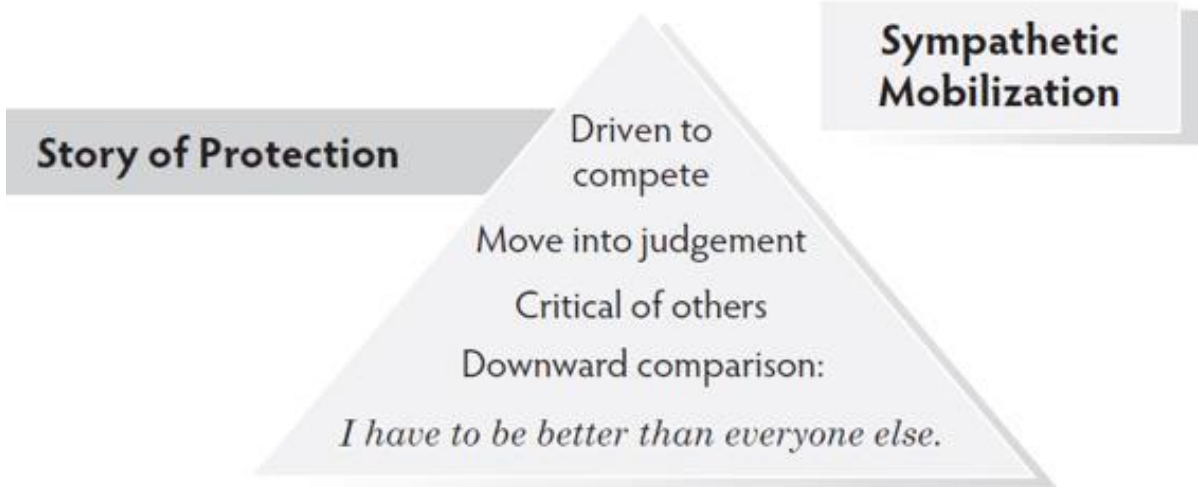 Sympathetic
Mobilization
Story of Protection
Driven to
compete
Move into judgement
Critical of others
Downward comparison:
I have to be better than everyone else.